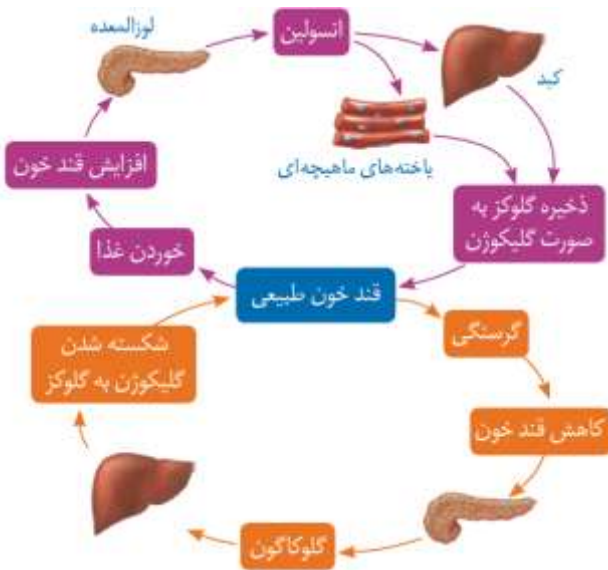 لوزالمعده
انسولین
کبد
یاخته‌های ماهیچه‌ای
افزایش قند خون
ذخیره گلوکز به
صورت گلیکوژن
خوردن غذا
قند خون طبیعی
گرسنگی
شکسته شدن
گلیکوژن به گلوکز
کاهش قند خون
گلوکاگون